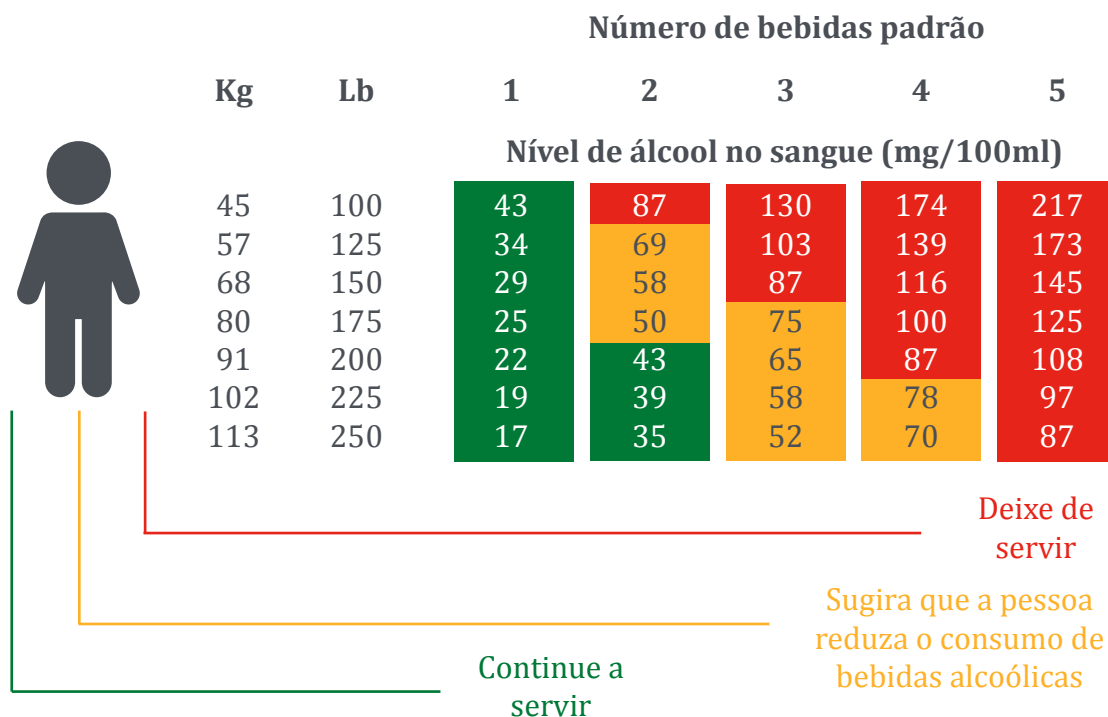 Número de bebidas padrão
Kg Lb 1 2 3 4 5
Nível de álcool no sangue (mg/100ml)
45 100 43 87 130 174 217
57 125 34 69 103 139 173
68 150 29 58 87 116 145
80 175 25 50 75 100 125
91 200 22 43 65 87 108
102 225 19 39 58 78 97
113 250 17 35 52 70 87
Deixe de
servir
Sugira que a pessoa
reduza o consumo de
bebidas alcoólicas
Continue a
servir